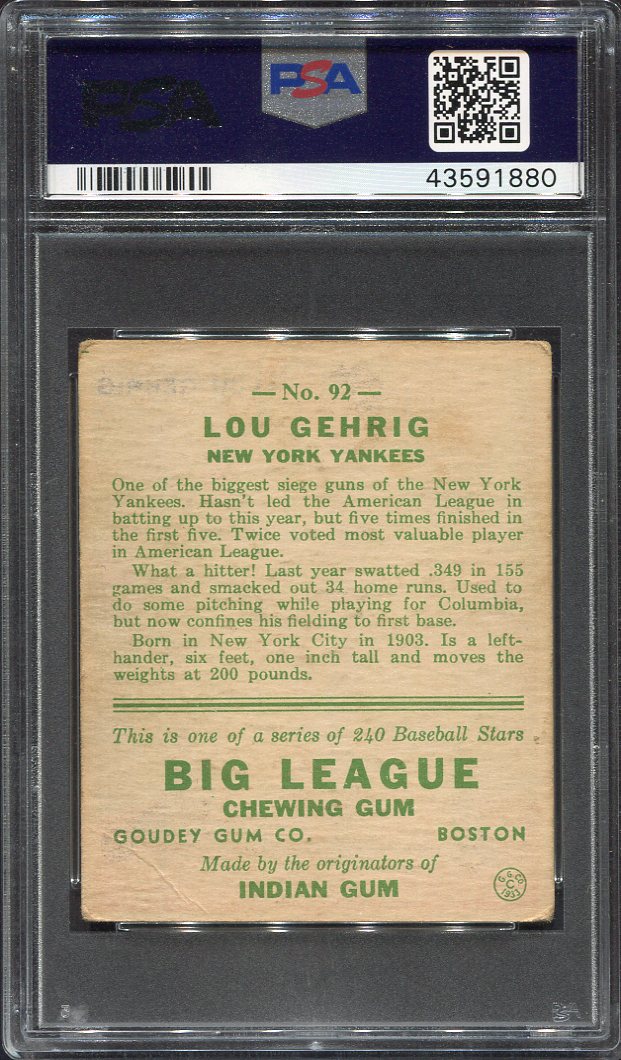 PSA
PSA
43591880
— No. 92 —
LOU GEHRIG
NEW YORK YANKEES
One of the biggest siege guns of the New York
Yankees. Hasn't led the American League in
batting up to this year, but five times finished in
the first five. Twice voted most valuable player
in American League.
What a hitter! Last year swatted .349 in 155
games and smacked out 34 home runs. Used to
do some pitching while playing for Columbia,
but now confines his fielding to first base.
Born in New York City in 1903. Is a left-
hander, six feet, one inch tall and moves the
weights at 200 pounds.
This is one of a series of 240 Baseball Stars
BIG LEAGUE
CHEWING GUM
GOUDEY GUM CO. BOSTON
Made by the originators of
INDIAN GUM
G.G.CO.
C
1933